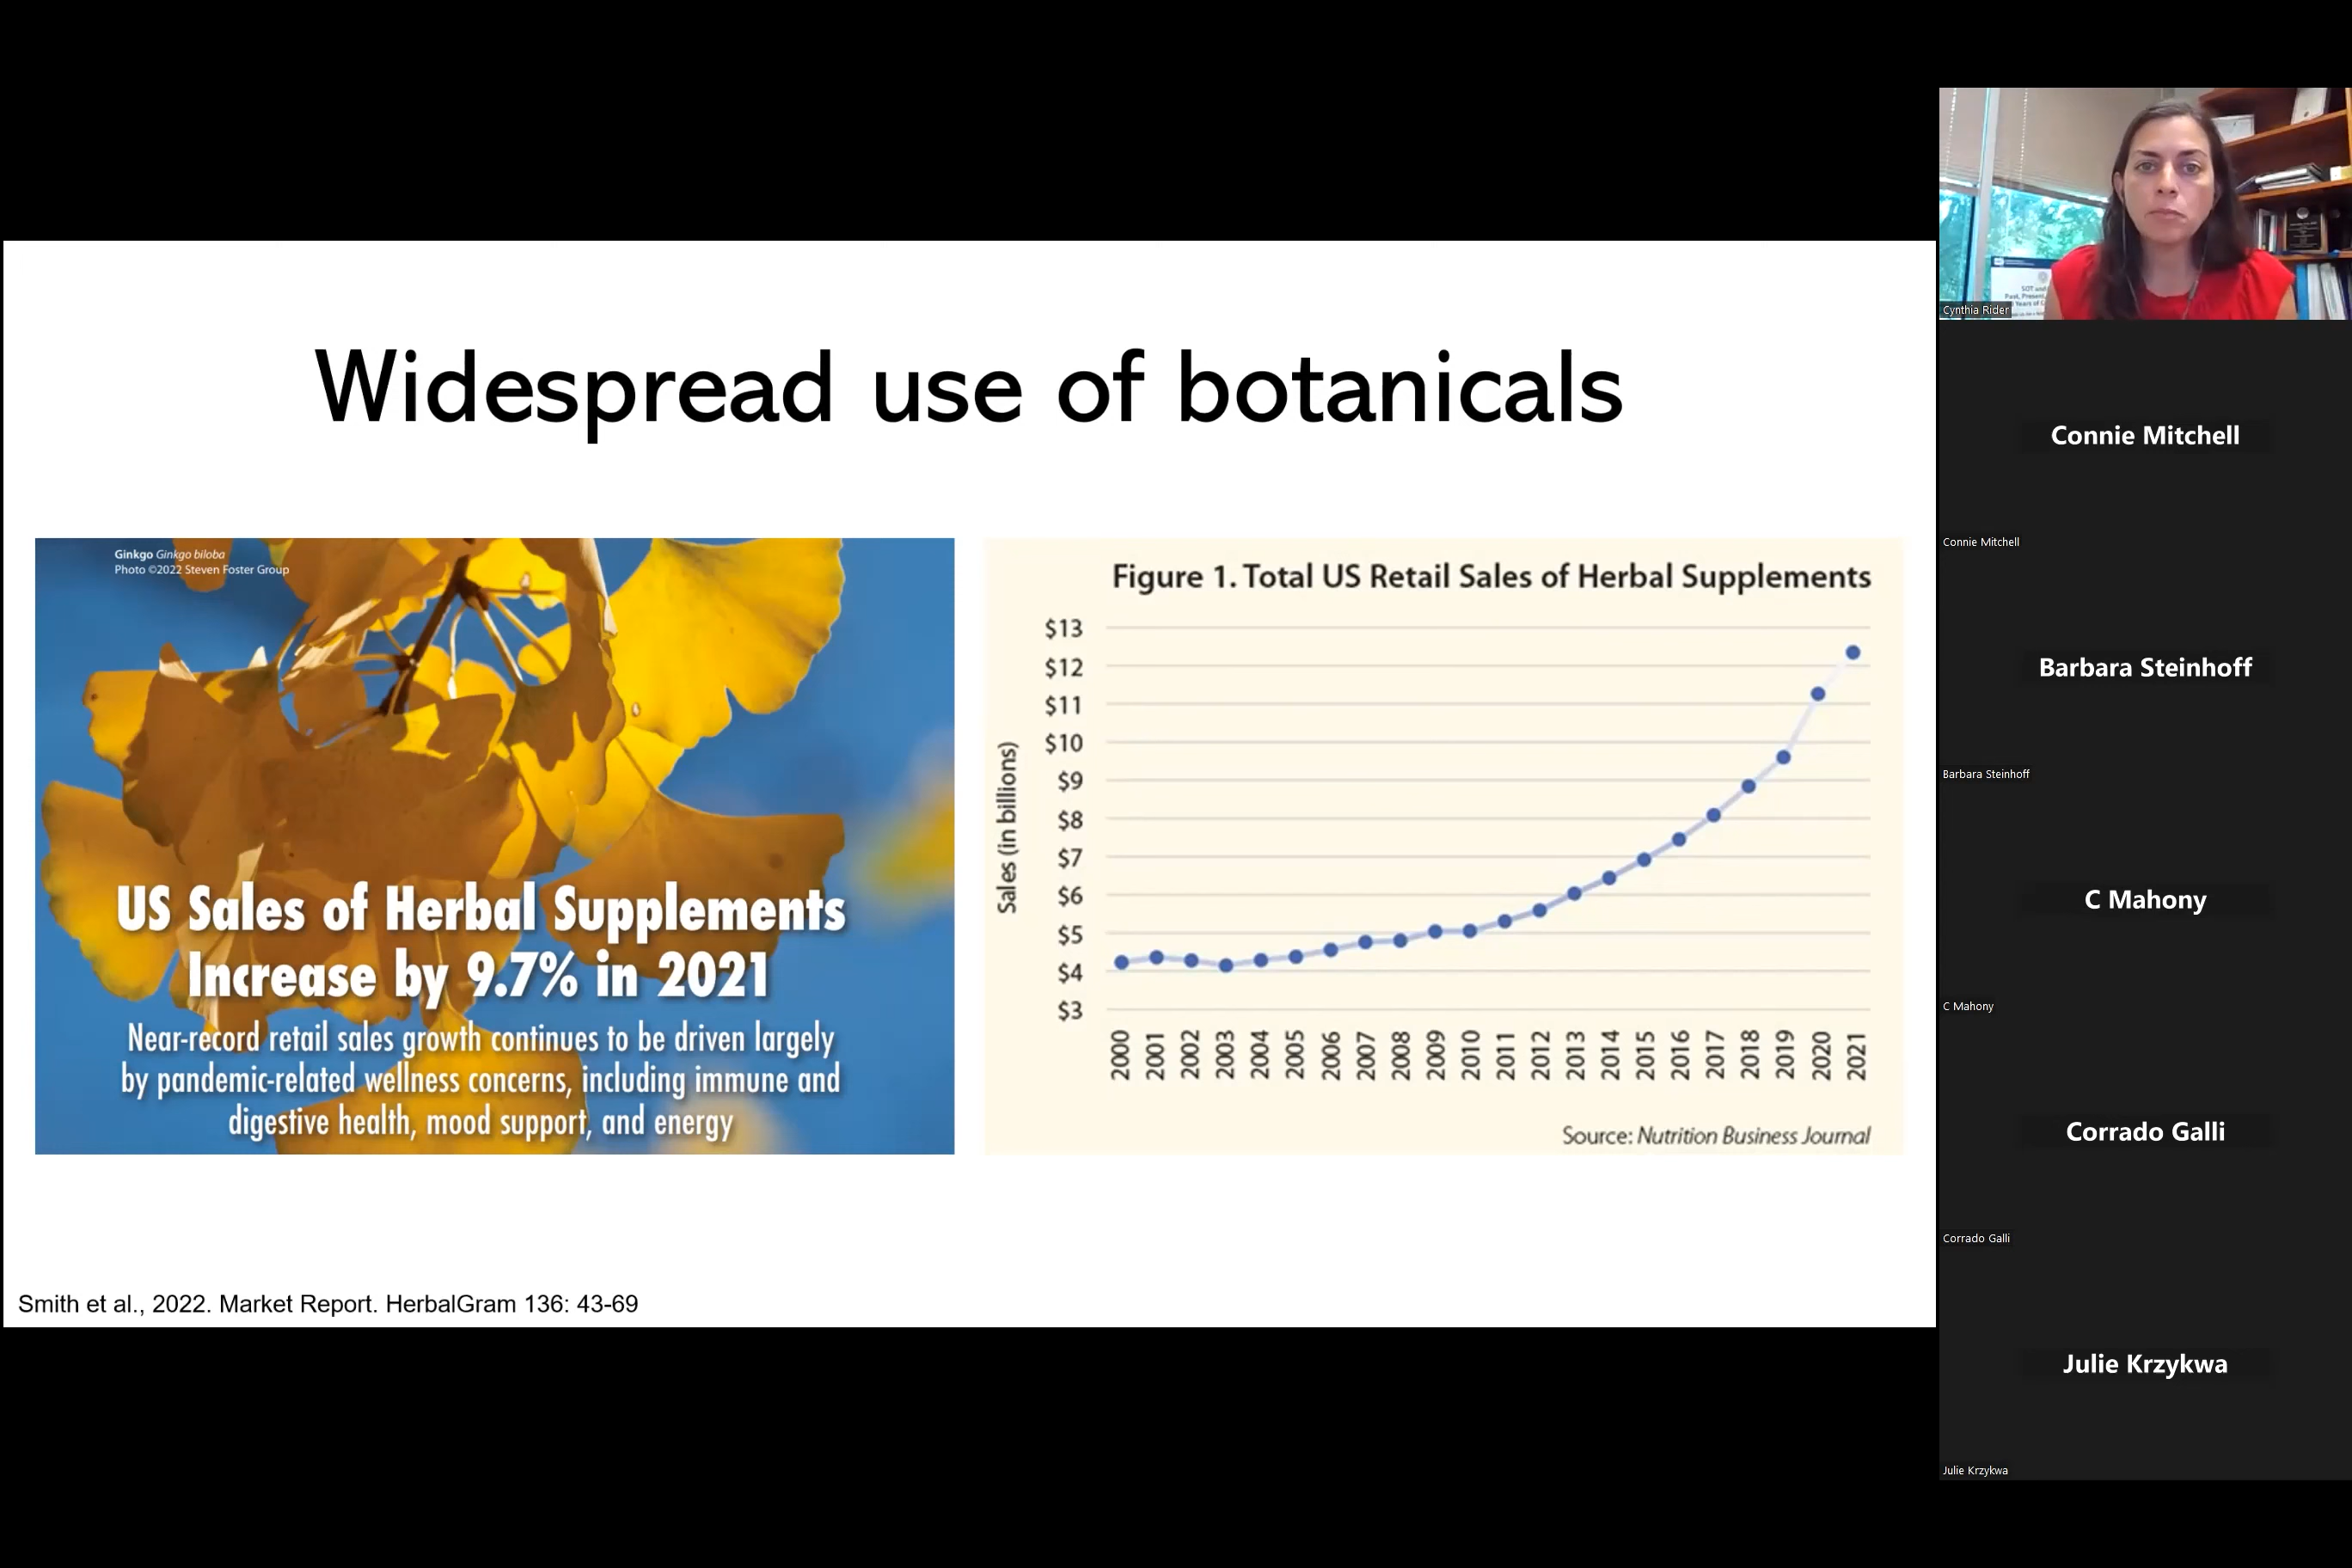 Widespread use of botanicals
Ginkgo Ginkgo biloba
Photo ©2022 Steven Foster Group
US Sales of Herbal Supplements
Increase by 9.7% in 2021
Near-record retail sales growth continues to be driven largely
by pandemic-related wellness concerns, including immune and
digestive health, mood support, and energy
Figure 1. Total US Retail Sales of Herbal Supplements
Sales (in billions)
$13
$12
$11
$10
$9
$8
$7
$6
$5
$4
$3
2000
2001
2002
2003
2004
2005
2006
2007
2008
2009
2010
2011
2012
2013
2014
2015
2016
2017
2018
2019
2020
2021
Source: Nutrition Business Journal
Smith et al., 2022. Market Report. HerbalGram 136: 43-69
SOT
Past, Present,
Years of
Cynthia Rider
Connie Mitchell
Connie Mitchell
Barbara Steinhoff
Barbara Steinhoff
C Mahony
C Mahony
Corrado Galli
Corrado Galli
Julie Krzykwa
Julie Krzykwa